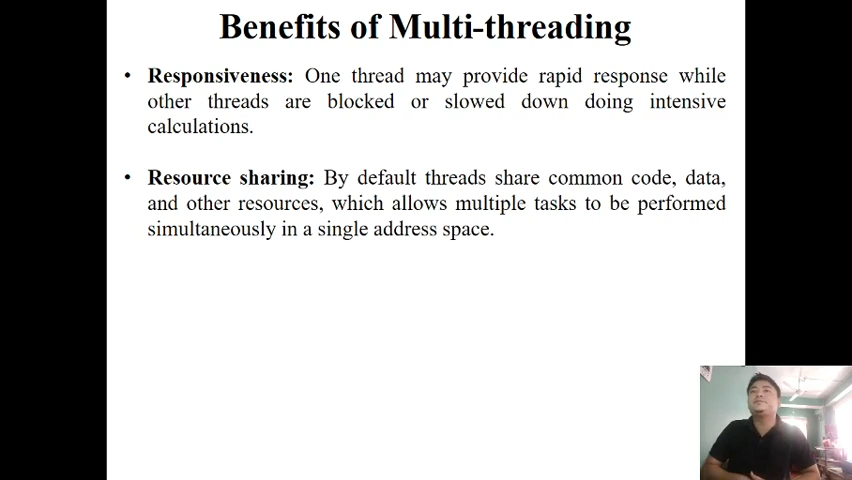 Benefits of Multi-threading
• Responsiveness: One thread may provide rapid response while
other threads are blocked or slowed down doing intensive
calculations.
• Resource sharing: By default threads share common code, data,
and other resources, which allows multiple tasks to be performed
simultaneously in a single address space.